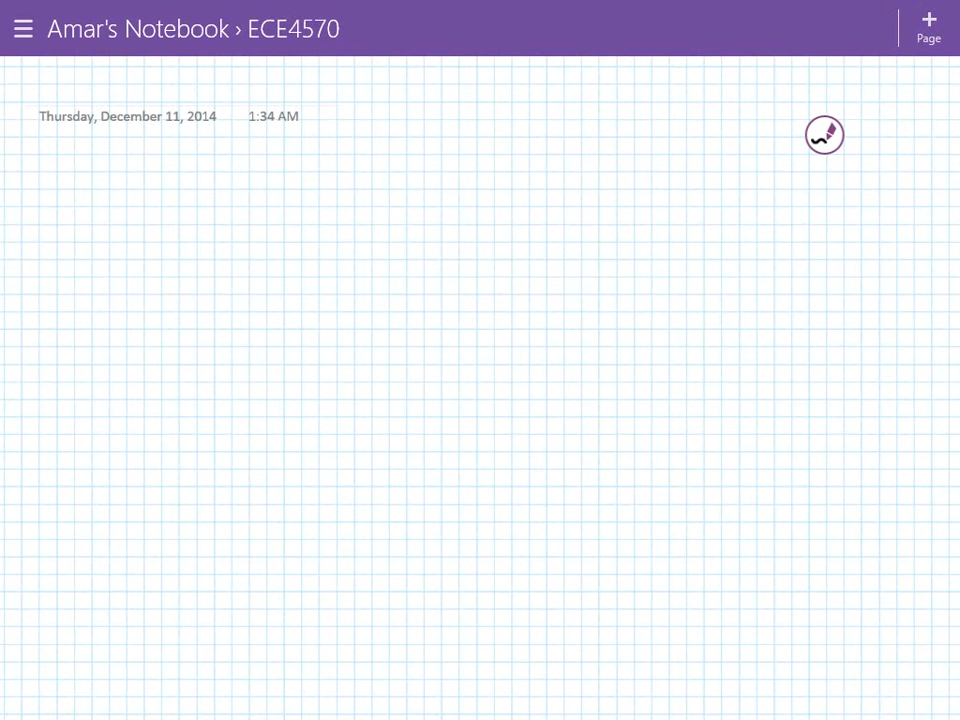 Amar's Notebook › ECE4570
Page
Thursday, December 11, 2014 1:34 AM